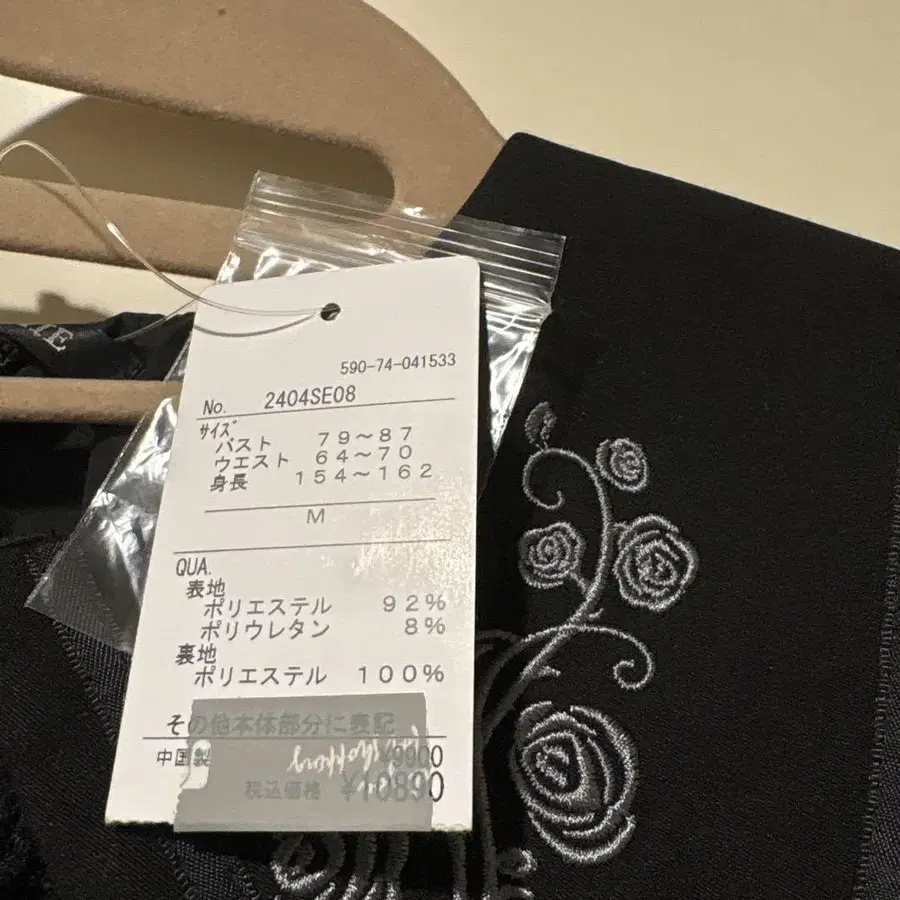 590-74-041533
No. 2404SE08
サイズ
バスト 79～87
ウエスト 64～70
身長 154～162
M
QUA.
表地
ポリエステル 92%
ポリウレタン 8%
裏地
ポリエステル 100%
その他本体部分に表記
中国製 ¥9900
税込価格 ¥10890